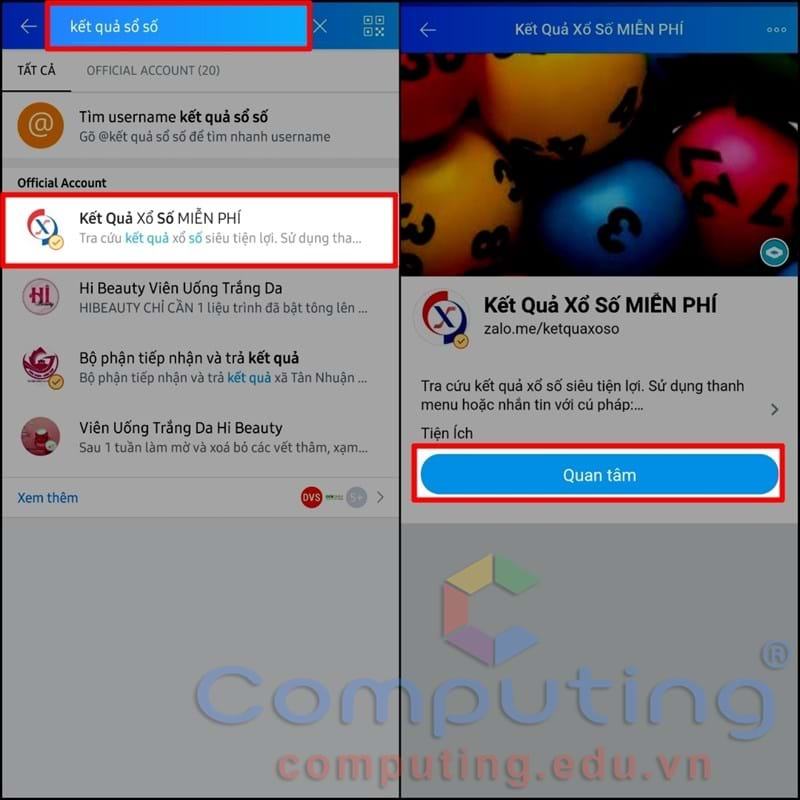 kết quả sổ số
TẤT CẢ
OFFICIAL ACCOUNT (20)
@
Tìm username kết quả sổ số
Gõ @kết quả sổ số để tìm nhanh username
Official Account
X
Kết Quả Xổ Số MIỄN PHÍ
Tra cứu kết quả xổ số siêu tiện lợi. Sử dụng tha...
Hi
Hi Beauty Viên Uống Trắng Da
HIBEAUTY CHỈ CẦN 1 liệu trình đã bật tông lên ...
Bộ phận tiếp nhận và trả kết quả
Bộ phận tiếp nhận và trả kết quả xã Tân Nhuận ...
Viên Uống Trắng Da Hi Beauty
Sau 1 tuần làm mờ và xoá bỏ các vết thâm, xạm...
Xem thêm
DVS
5+
Kết Quả Xổ Số MIỄN PHÍ
30
4
3
27
X
Kết Quả Xổ Số MIỄN PHÍ
zalo.me/ketquaxoso
Tra cứu kết quả xổ số siêu tiện lợi. Sử dụng thanh
menu hoặc nhắn tin với cú pháp:...
Tiện Ích
Quan tâm
Computing®
computing.edu.vn